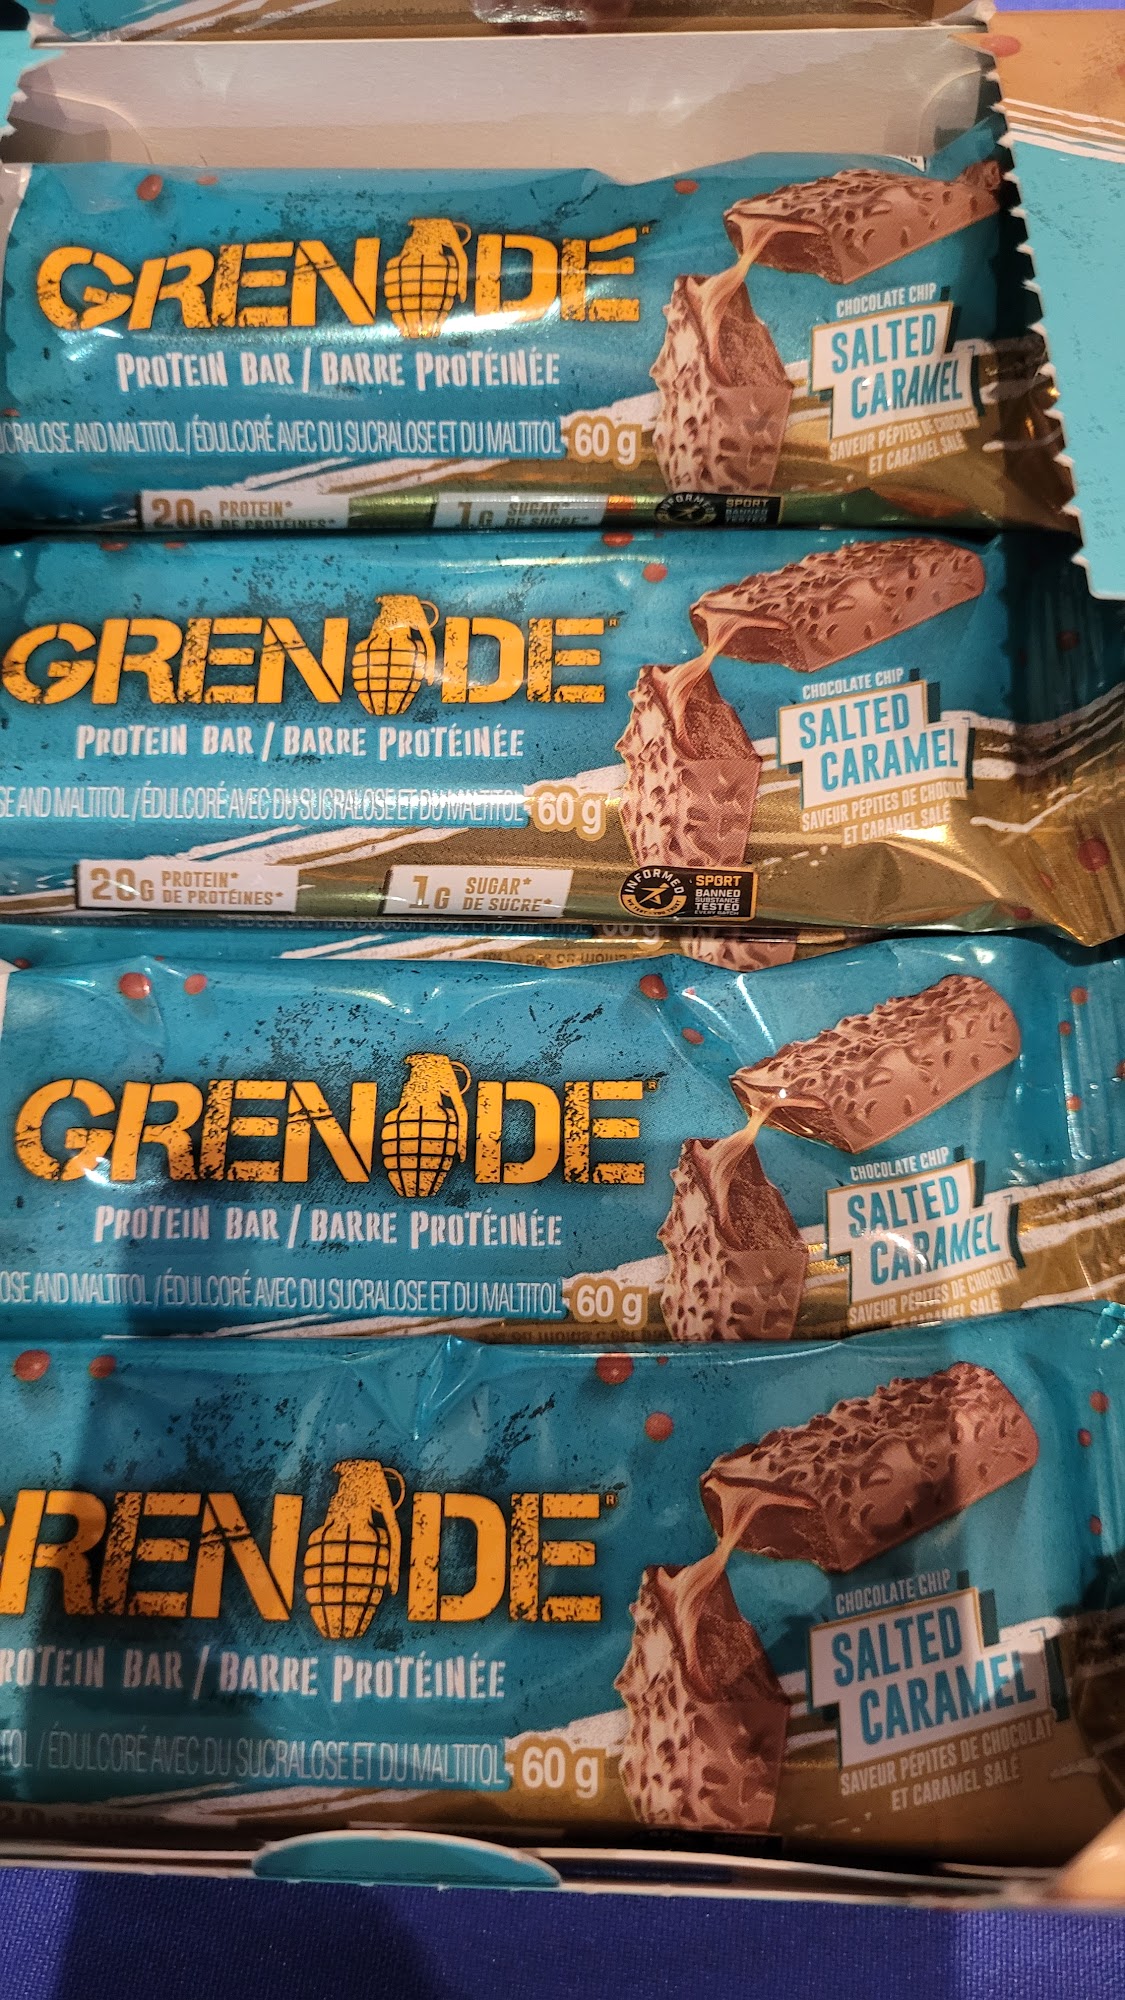 GRENADE
PROTEIN BAR / BARRE PROTÉINÉE
AND MALTITOL / ÉDULCORÉ AVEC DU SUCRALOSE ET DU MALTITOL
60 g
CHOCOLATE CHIP
SALTED
CARAMEL
SAVEUR PÉPITES DE CHOCOLAT
ET CARAMEL SALÉ
20G PROTEIN*
DE PROTÉINES*
1G SUGAR*
DE SUCRE*
INFORMED
SPORT
BANNED
SUBSTANCE
TESTED
GRENADE
PROTEIN BAR / BARRE PROTÉINÉE
AND MALTITOL / ÉDULCORÉ AVEC DU SUCRALOSE ET DU MALTITOL
60 g
CHOCOLATE CHIP
SALTED
CARAMEL
SAVEUR PÉPITES DE CHOCOLAT
ET CARAMEL SALÉ
20G PROTEIN*
DE PROTÉINES*
1G SUGAR*
DE SUCRE*
INFORMED
SPORT
BANNED
SUBSTANCE
TESTED
EVERY BATCH
GRENADE
PROTEIN BAR / BARRE PROTÉINÉE
AND MALTITOL / ÉDULCORÉ AVEC DU SUCRALOSE ET DU MALTITOL
60 g
CHOCOLATE CHIP
SALTED
CARAMEL
SAVEUR PÉPITES DE CHOCOLAT
ET CARAMEL SALÉ
GRENADE
PROTEIN BAR / BARRE PROTÉINÉE
/ ÉDULCORÉ AVEC DU SUCRALOSE ET DU MALTITOL
60 g
CHOCOLATE CHIP
SALTED
CARAMEL
SAVEUR PÉPITES DE CHOCOLAT
ET CARAMEL SALÉ